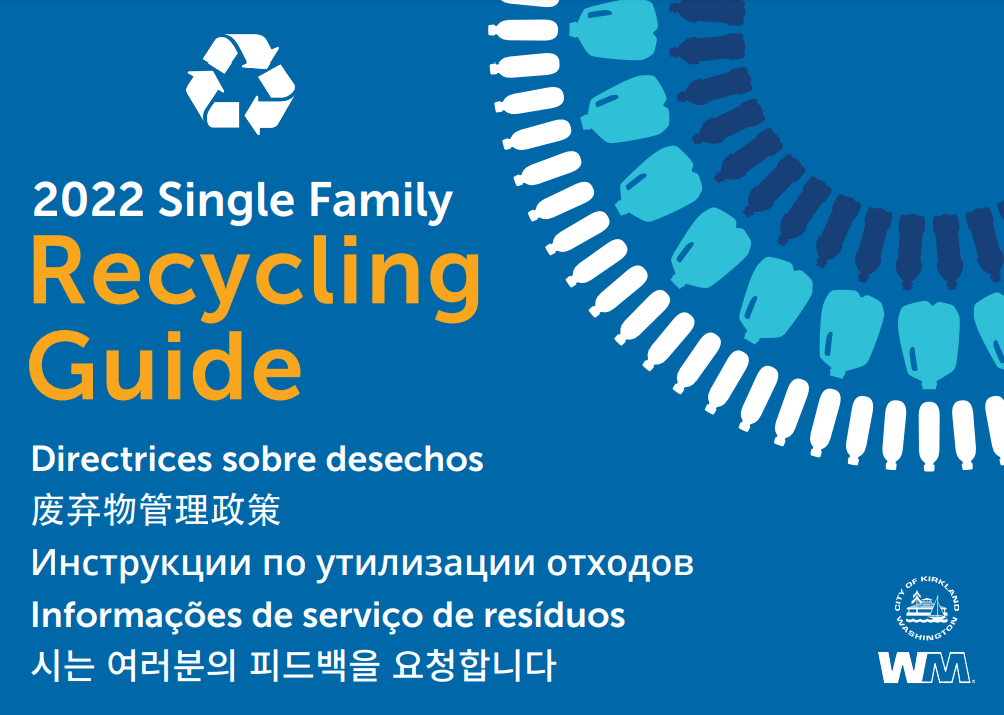 2022 Single Family
Recycling
Guide
Directrices sobre desechos
废弃物管理政策
Инструкции по утилизации отходов
Informações de serviço de resíduos
시는 여러분의 피드백을 요청합니다
CITY OF KIRKLAND
WASHINGTON
WM